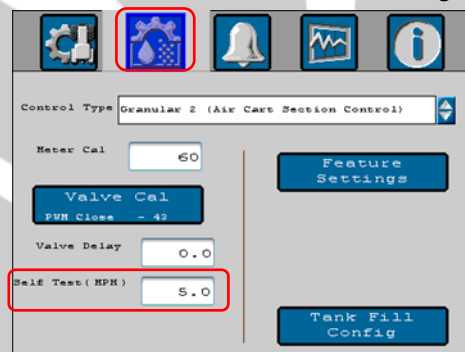 Control Type Granular 2 (Air Cart Section Control)
Meter Cal 60
Feature
Settings
Valve Cal
PWM Close - 43
Valve Delay 0.0
Self Test(MPH) 5.0
Tank Fill
Config